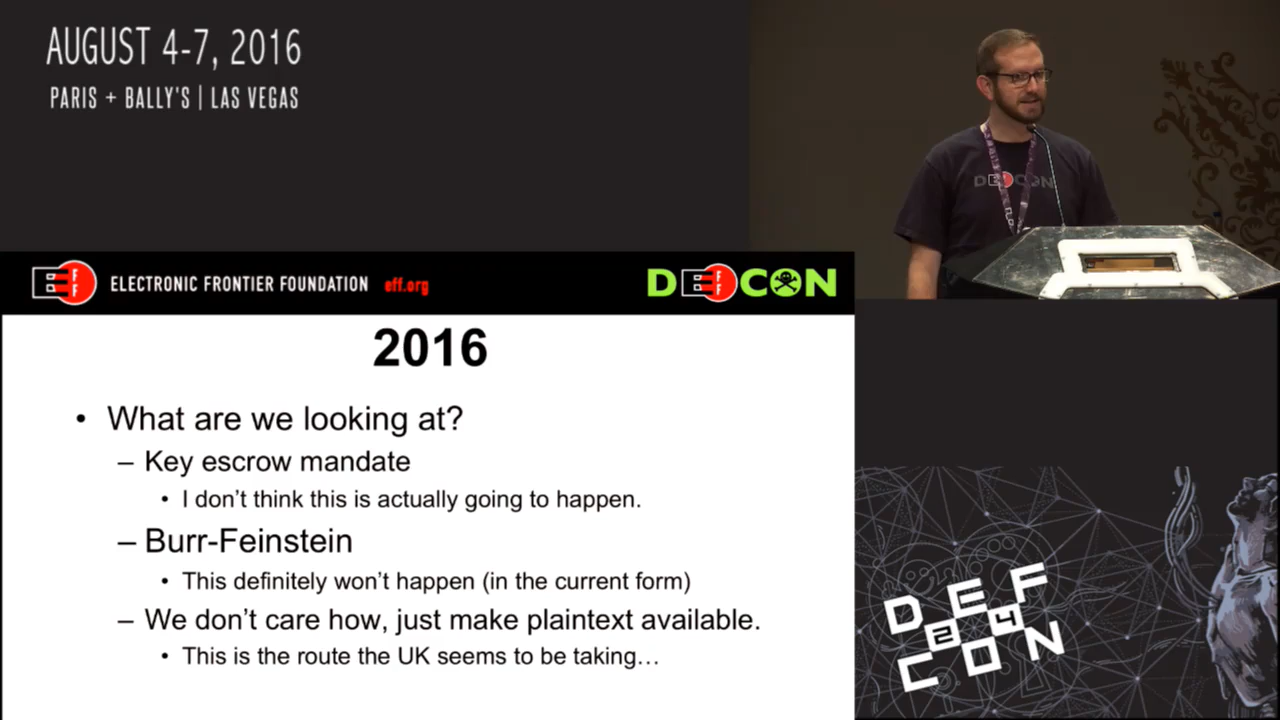 AUGUST 4-7, 2016
PARIS + BALLY'S | LAS VEGAS
DEFCON
EFF ELECTRONIC FRONTIER FOUNDATION eff.org
DEFCON
2016
• What are we looking at?
– Key escrow mandate
• I don't think this is actually going to happen.
– Burr-Feinstein
• This definitely won't happen (in the current form)
– We don't care how, just make plaintext available.
• This is the route the UK seems to be taking…
DEF
24
CON